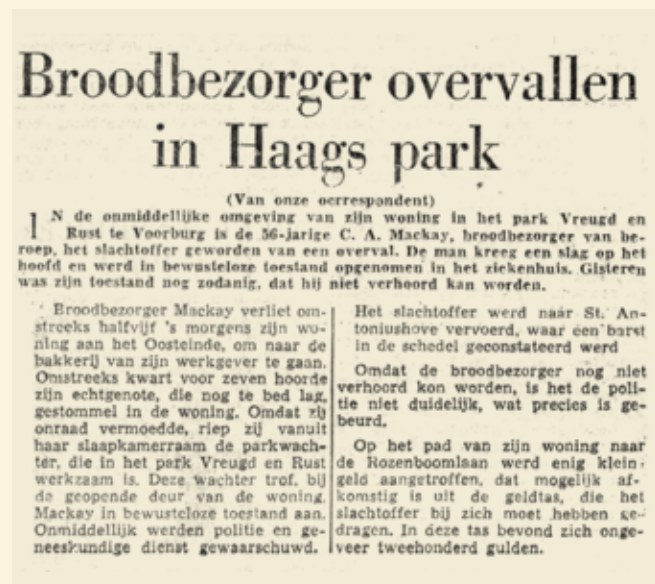 Broodbezorger overvallen
in Haags park
(Van onze oerrespondent)
IN de onmiddellijke omgeving van zijn woning in het park Vreugd en
Rust te Voorburg is de 56-jarige C. A. Mackay, broodbezorger van be-
roep, het slachtoffer geworden van een overval. De man kreeg een slag op het
hoofd en werd in bewusteloze toestand opgenomen in het ziekenhuis. Gisteren
was zijn toestand nog zodanig, dat hij niet verhoord kan worden.
Broodbezorger Mackay verliet om-
streeks halfvijf 's morgens zijn wo-
ning aan het Oosteinde, om naar de
bakkerij van zijn werkgever te gaan.
Omstreeks kwart voor zeven hoorde
zijn echtgenote, die nog te bed lag,
gestommel in de woning. Omdat zij
onraad vermoedde, riep zij vanuit
haar slaapkamerraam de parkwach-
ter, die in het park Vreugd en Rust
werkzaam is. Deze wachter trof, bij
de geopende deur van de woning,
Mackay in bewusteloze toestand aan.
Onmiddellijk werden politie en ge-
neeskundige dienst gewaarschuwd.
Het slachtoffer werd naar St. An-
toniushove vervoerd, waar een barst
in de schedel geconstateerd werd
Omdat de broodbezorger nog niet
verhoord kon worden, is het de poli-
tie niet duidelijk, wat precies is ge-
beurd.
Op het pad van zijn woning naar
de Rozenboomlaan werd enig klein-
geld aangetroffen, dat mogelijk af-
komstig is uit de geldtas, die het
slachtoffer bij zich moet hebben ge-
dragen. In deze tas bevond zich onge-
veer tweehonderd gulden.